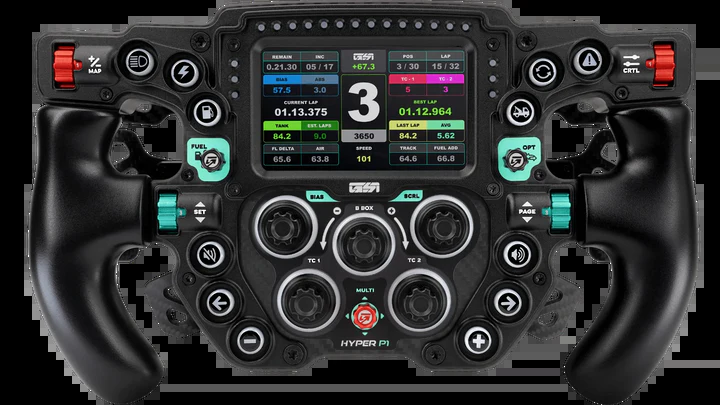 REMAIN INC GSI POS LAP
0.21.30 05 / 17 +67.3 3 / 30 15 / 32
BIAS ABS TC - 1 TC - 2
57.5 3.0 3 5 3
CURRENT LAP BEST LAP
01.13.375 01.12.964
TANK EST. LAPS LAST LAP AVG
84.2 9.0 3650 84.2 5.62
FL DELTA AIR SPEED TRACK FUEL ADD
65.6 63.8 101 64.6 66.8
+/- MAP
CTRL
FUEL
OPT
GSI
BIAS SCRL
B BOX
SET
PAGE
TC 1 TC 2
MULTI
HYPER P1